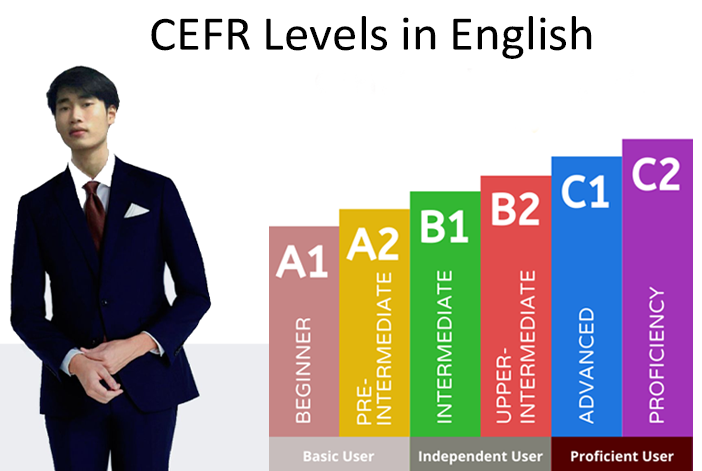 CEFR Levels in English
A1
BEGINNER
A2
PRE-
INTERMEDIATE
B1
INTERMEDIATE
B2
UPPER-
INTERMEDIATE
C1
ADVANCED
C2
PROFICIENCY
Basic User
Independent User
Proficient User